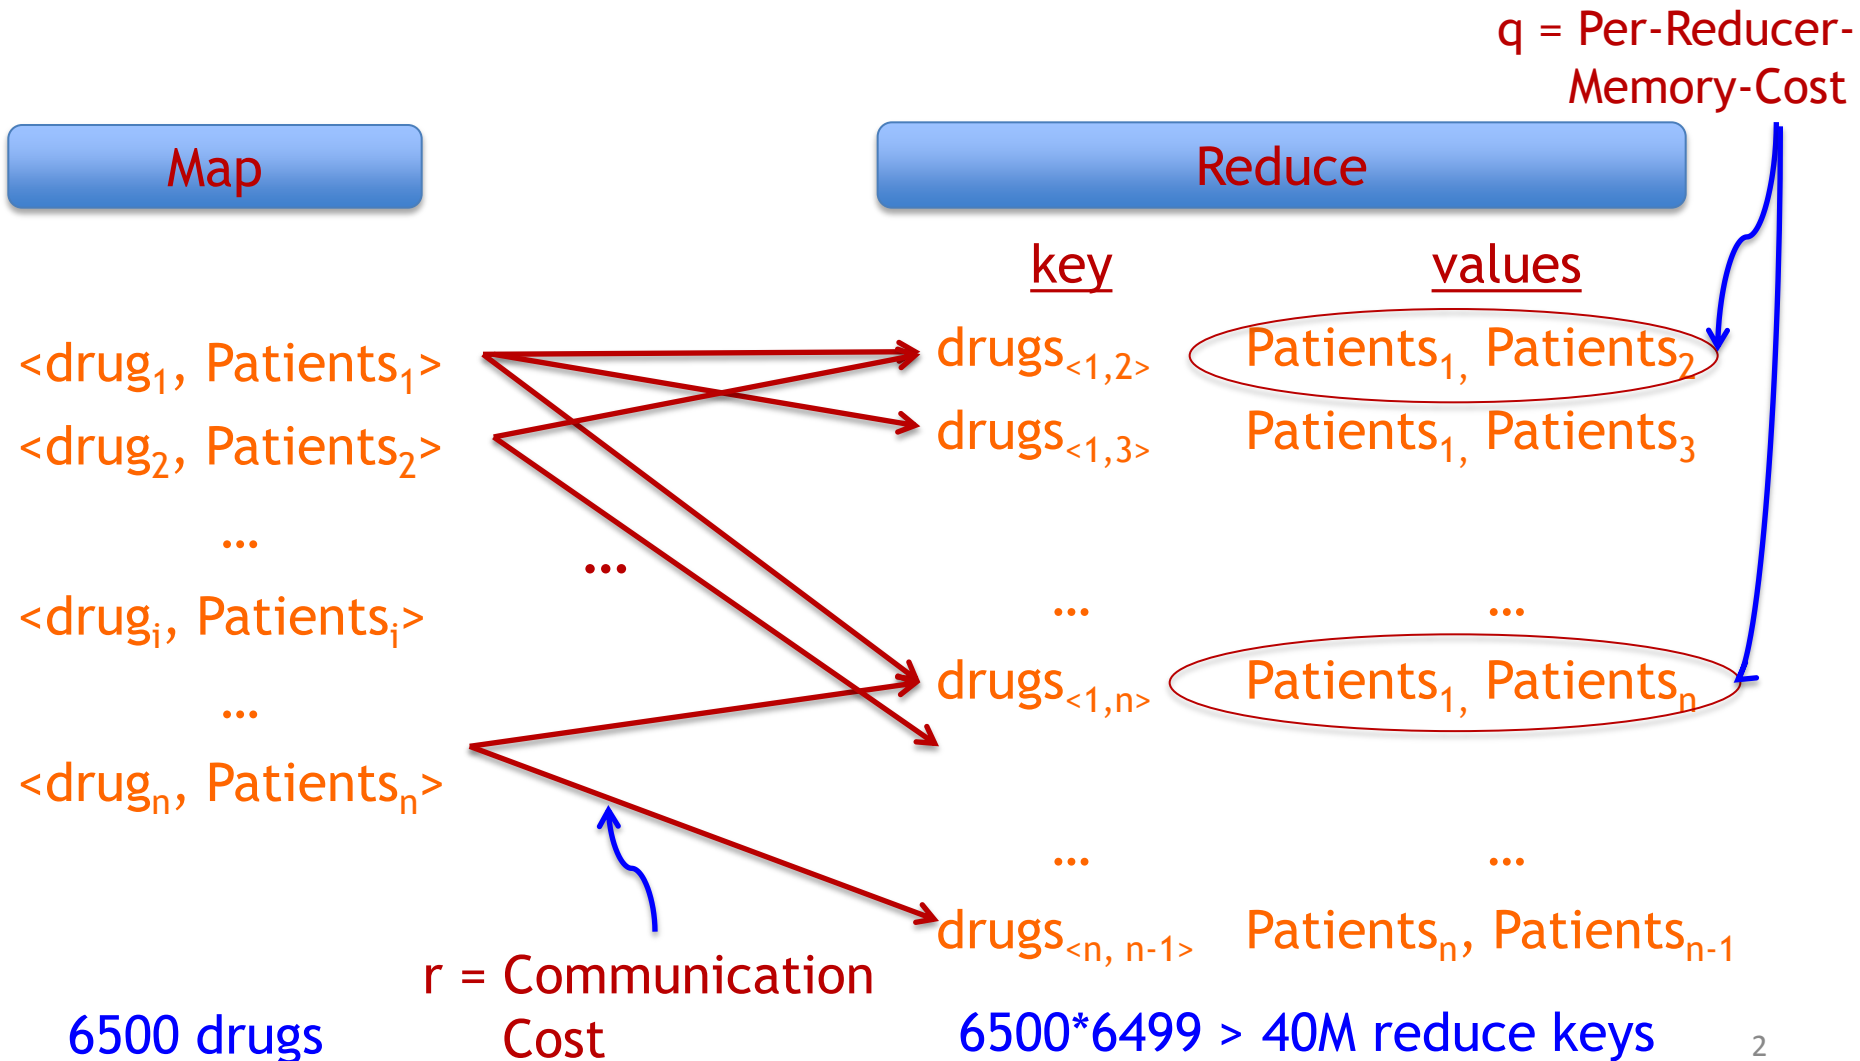 q = Per-Reducer-
Memory-Cost
Map
Reduce
key values
<drug₁, Patients₁> drugs<1,2> Patients₁, Patients₂
<drug₂, Patients₂> drugs<1,3> Patients₁, Patients₃
...
...
<drugᵢ, Patientsᵢ> ... ...
drugs<1,n> Patients₁, Patientsₙ
...
<drugₙ, Patientsₙ>
... ...
drugs<n, n-1> Patientsₙ, Patientsn-1
r = Communication
Cost
6500 drugs
6500*6499 > 40M reduce keys
2